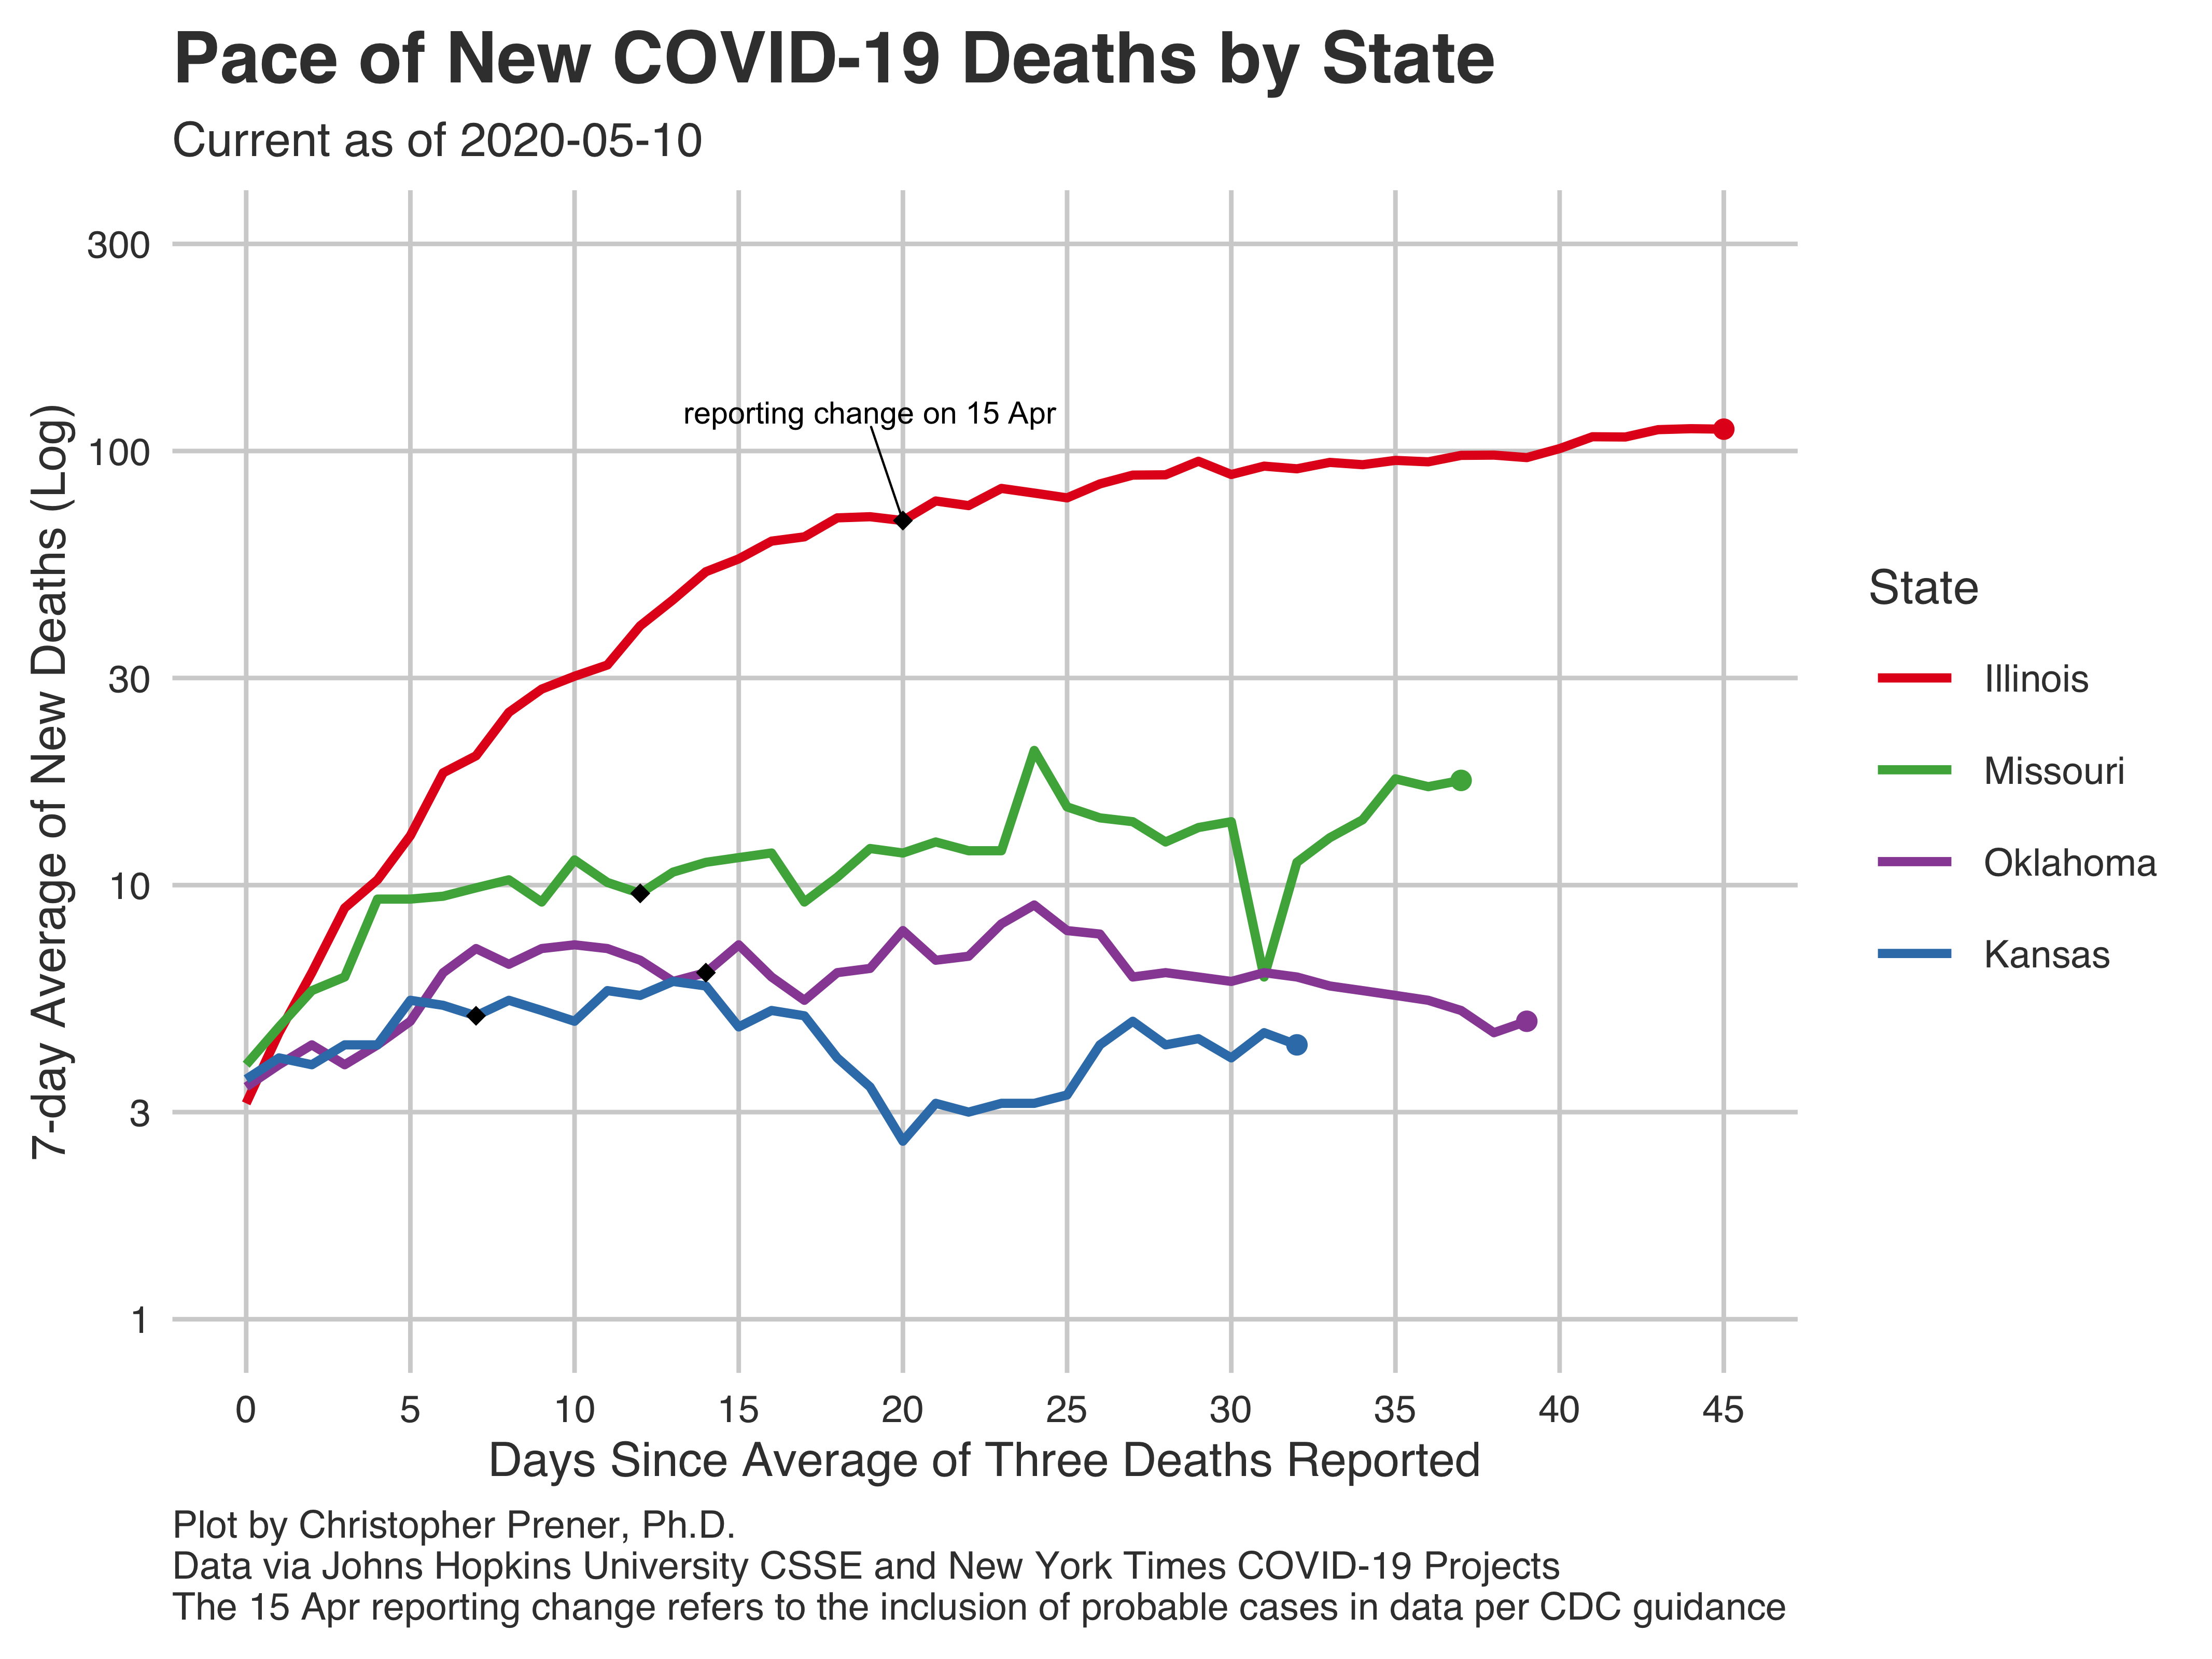 Pace of New COVID-19 Deaths by State
Current as of 2020-05-10
7-day Average of New Deaths (Log)
300
100
30
10
3
1
reporting change on 15 Apr
State
Illinois
Missouri
Oklahoma
Kansas
0 5 10 15 20 25 30 35 40 45
Days Since Average of Three Deaths Reported
Plot by Christopher Prener, Ph.D.
Data via Johns Hopkins University CSSE and New York Times COVID-19 Projects
The 15 Apr reporting change refers to the inclusion of probable cases in data per CDC guidance